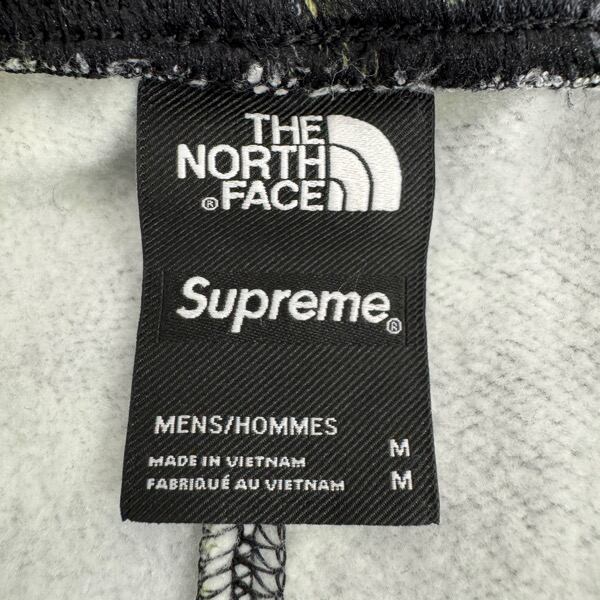 THE
NORTH
®FACE
Supreme®
MENS/HOMMES M
MADE IN VIETNAM
FABRIQUÉ AU VIETNAM M